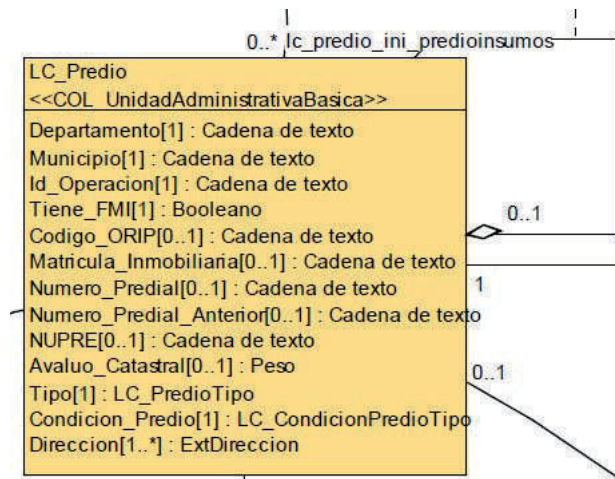 0..* lc_predio_ini_predioinsumos
LC_Predio
<<COL_UnidadAdministrativaBasica>>
Departamento[1] : Cadena de texto
Municipio[1] : Cadena de texto
Id_Operacion[1] : Cadena de texto
Tiene_FMI[1] : Booleano
Codigo_ORIP[0..1] : Cadena de texto
Matricula_Inmobiliaria[0..1] : Cadena de texto
Numero_Predial[0..1] : Cadena de texto
Numero_Predial_Anterior[0..1] : Cadena de texto
NUPRE[0..1] : Cadena de texto
Avaluo_Catastral[0..1] : Peso
Tipo[1] : LC_PredioTipo
Condicion_Predio[1] : LC_CondicionPredioTipo
Direccion[1..*] : ExtDireccion
0..1
1
0..1